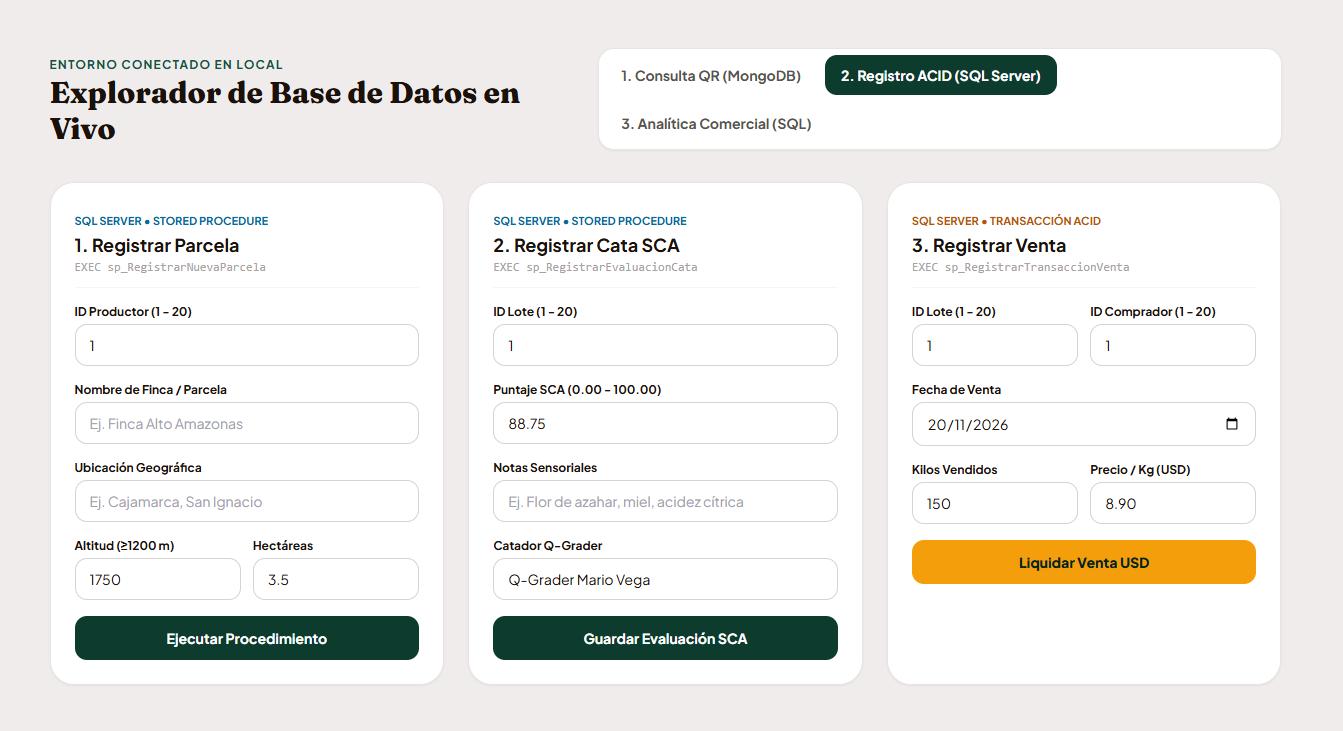 ENTORNO CONECTADO EN LOCAL
Explorador de Base de Datos en
Vivo
1. Consulta QR (MongoDB)
2. Registro ACID (SQL Server)
3. Analítica Comercial (SQL)
SQL SERVER • STORED PROCEDURE
1. Registrar Parcela
EXEC sp_RegistrarNuevaParcela
ID Productor (1 - 20)
1
Nombre de Finca / Parcela
Ej. Finca Alto Amazonas
Ubicación Geográfica
Ej. Cajamarca, San Ignacio
Altitud (≥1200 m)
Hectáreas
1750
3.5
Ejecutar Procedimiento
SQL SERVER • STORED PROCEDURE
2. Registrar Cata SCA
EXEC sp_RegistrarEvaluacionCata
ID Lote (1 - 20)
1
Puntaje SCA (0.00 - 100.00)
88.75
Notas Sensoriales
Ej. Flor de azahar, miel, acidez cítrica
Catador Q-Grader
Q-Grader Mario Vega
Guardar Evaluación SCA
SQL SERVER • TRANSACCIÓN ACID
3. Registrar Venta
EXEC sp_RegistrarTransaccionVenta
ID Lote (1 - 20)
ID Comprador (1 - 20)
1
1
Fecha de Venta
20/11/2026
Kilos Vendidos
Precio / Kg (USD)
150
8.90
Liquidar Venta USD